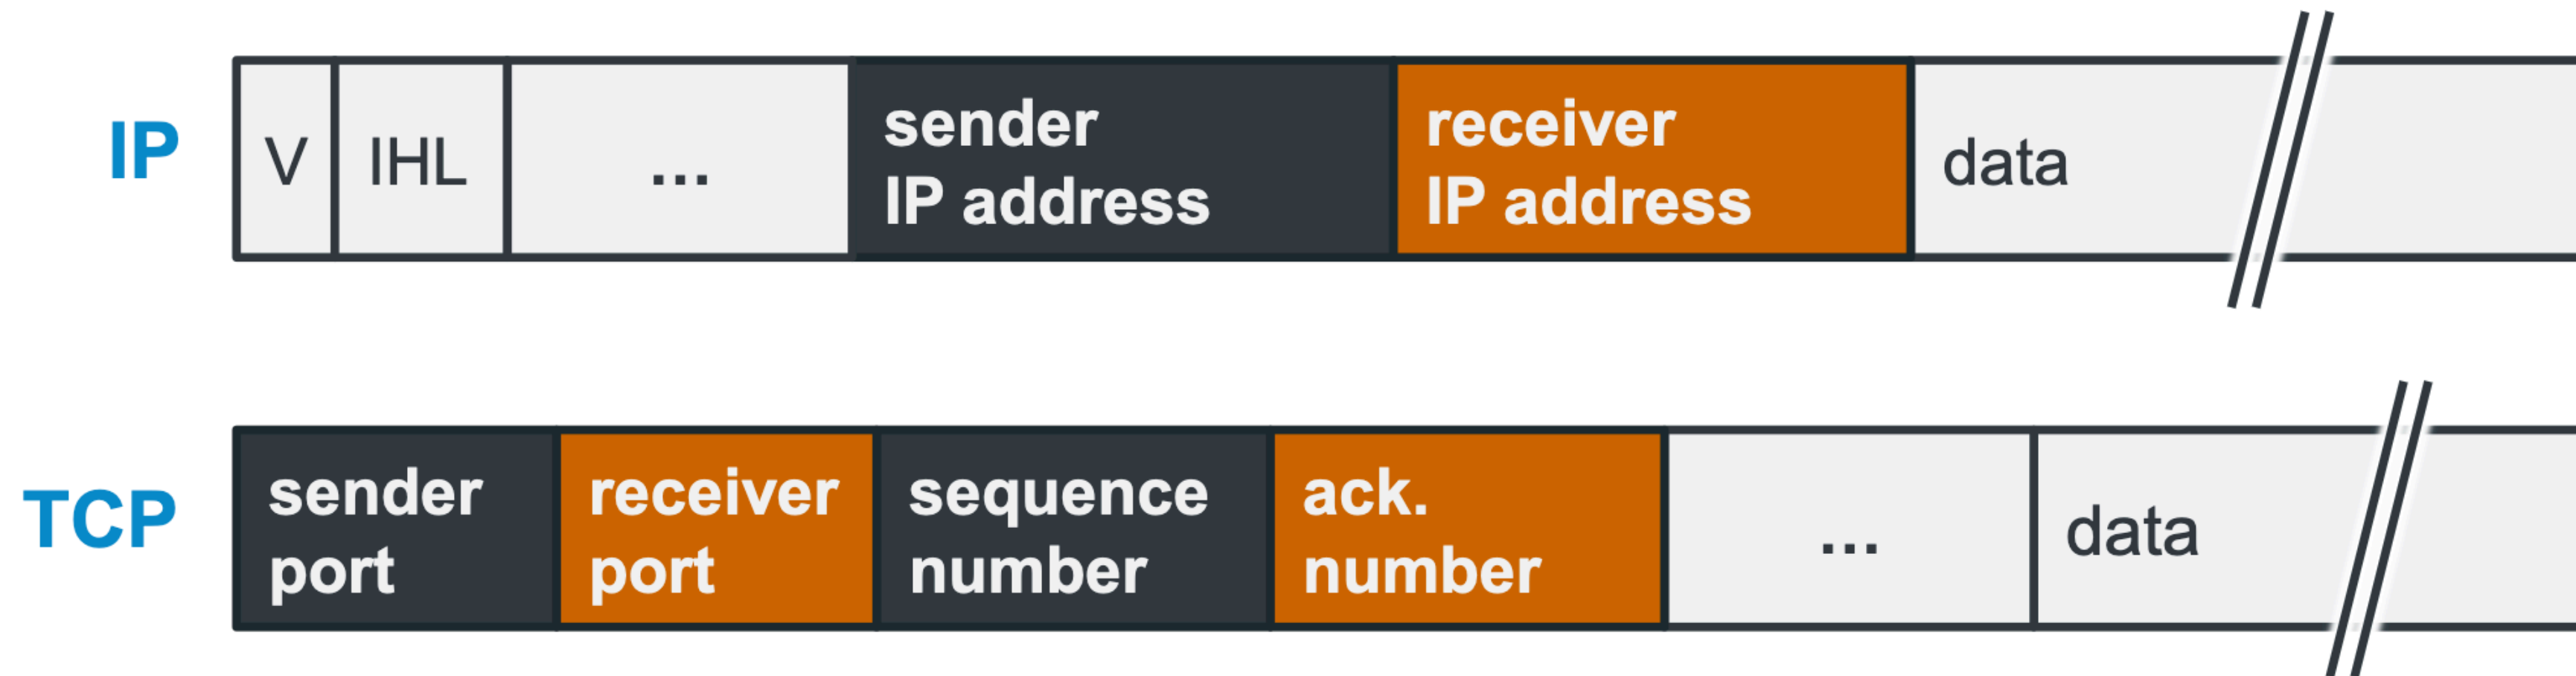 IP
V
IHL
...
sender
IP address
receiver
IP address
data
TCP
sender
port
receiver
port
sequence
number
ack.
number
...
data